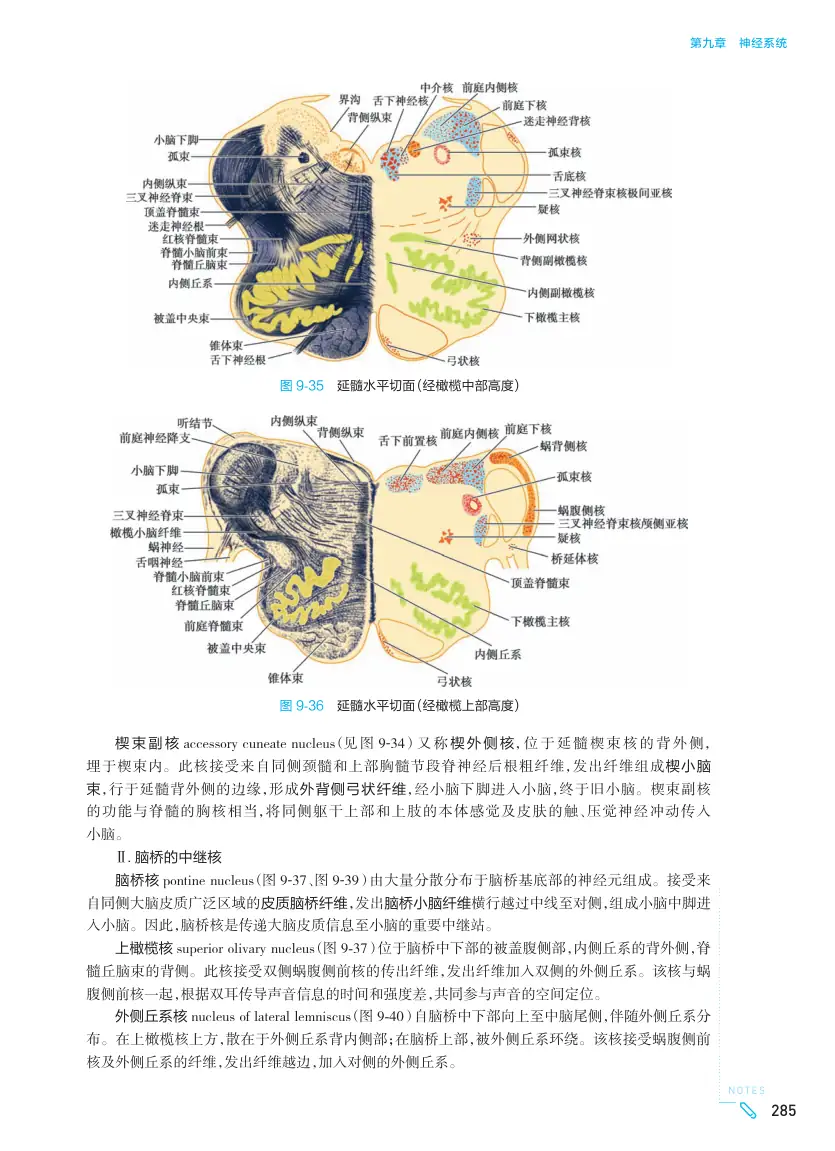 第九章 神经系统
中介核 前庭内侧核
界沟 舌下神经核 前庭下核
背侧纵束 迷走神经背核
小脑下脚
孤束 孤束核
舌底核
内侧纵束 三叉神经脊束核极间亚核
三叉神经脊束
顶盖脊髓束 疑核
迷走神经根
红核脊髓束 外侧网状核
脊髓小脑前束
脊髓丘脑束 背侧副橄榄核
内侧丘系
内侧副橄榄核
被盖中央束 下橄榄主核
锥体束
舌下神经根 弓状核
图 9-35 延髓水平切面(经橄榄中部高度)
听结节 内侧纵束
前庭神经降支 背侧纵束 舌下前置核 前庭内侧核 前庭下核
蜗背侧核
小脑下脚
孤束 孤束核
三叉神经脊束 蜗腹侧核
三叉神经脊束核颅侧亚核
橄榄小脑纤维 疑核
蜗神经
舌咽神经 桥延体核
脊髓小脑前束
红核脊髓束 顶盖脊髓束
脊髓丘脑束
前庭脊髓束 下橄榄主核
被盖中央束 内侧丘系
锥体束 弓状核
图 9-36 延髓水平切面(经橄榄上部高度)
楔束副核 accessory cuneate nucleus(见图 9-34)又称楔外侧核,位于延髓楔束核的背外侧,
埋于楔束内。此核接受来自同侧颈髓和上部胸髓节段脊神经后根粗纤维,发出纤维组成楔小脑
束,行于延髓背外侧的边缘,形成外背侧弓状纤维,经小脑下脚进入小脑,终于旧小脑。楔束副核
的功能与脊髓的胸核相当,将同侧躯干上部和上肢的本体感觉及皮肤的触、压觉神经冲动传入
小脑。
Ⅱ. 脑桥的中继核
脑桥核 pontine nucleus(图 9-37、图 9-39)由大量分散分布于脑桥基底部的神经元组成。接受来
自同侧大脑皮质广泛区域的皮质脑桥纤维,发出脑桥小脑纤维横行越过中线至对侧,组成小脑中脚进
入小脑。因此,脑桥核是传递大脑皮质信息至小脑的重要中继站。
上橄榄核 superior olivary nucleus(图 9-37)位于脑桥中下部的被盖腹侧部,内侧丘系的背外侧,脊
髓丘脑束的背侧。此核接受双侧蜗腹侧前核的传出纤维,发出纤维加入双侧的外侧丘系。该核与蜗
腹侧前核一起,根据双耳传导声音信息的时间和强度差,共同参与声音的空间定位。
外侧丘系核 nucleus of lateral lemniscus(图 9-40)自脑桥中下部向上至中脑尾侧,伴随外侧丘系分
布。在上橄榄核上方,散在于外侧丘系背内侧部;在脑桥上部,被外侧丘系环绕。该核接受蜗腹侧前
核及外侧丘系的纤维,发出纤维越边,加入对侧的外侧丘系。
NOTES
285